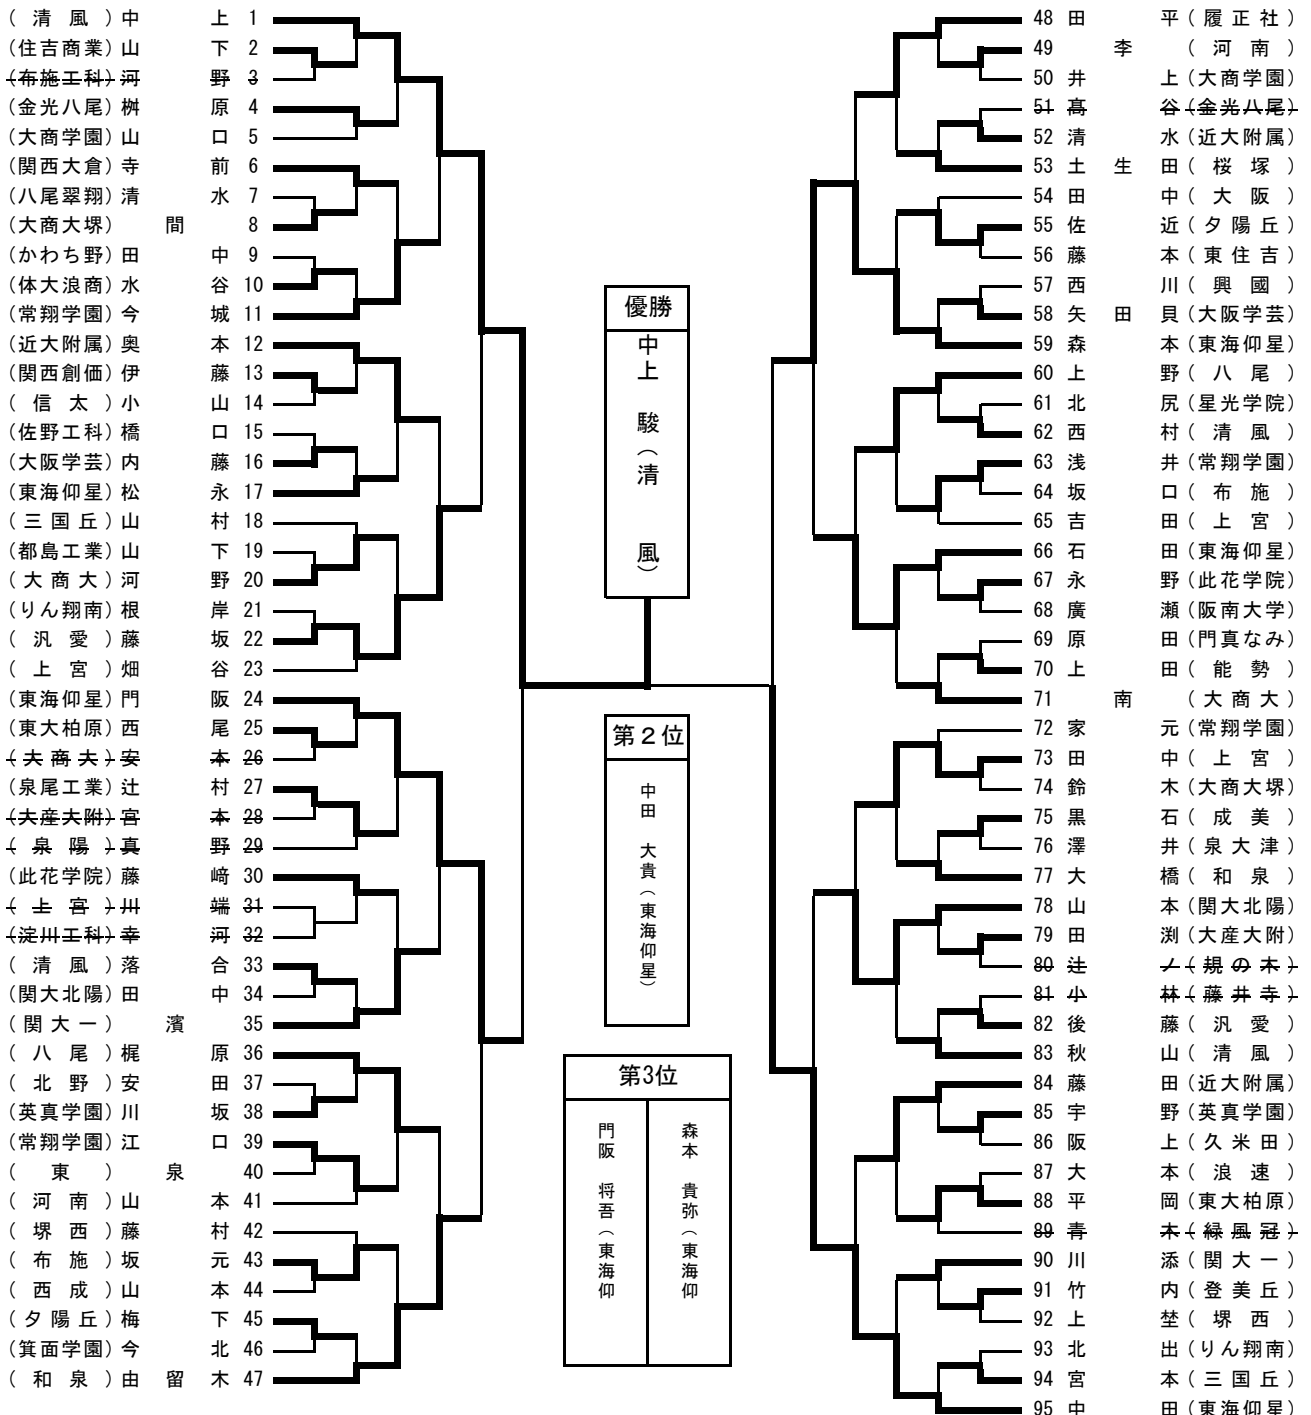 (清風)中上 1
(住吉商業)山下 2
(布施工科)河野 3
(金光八尾)桝原 4
(大商学園)山口 5
(関西大倉)寺前 6
(八尾翠翔)清水 7
(大商大堺)間 8
(かわち野)田中 9
(体大浪商)水谷 10
(常翔学園)今城 11
(近大附属)奥本 12
(関西創価)伊藤 13
(信太)小山 14
(佐野工科)橋口 15
(大阪学芸)内藤 16
(東海仰星)松永 17
(三国丘)山村 18
(都島工業)山下 19
(大商大)河野 20
(りん翔南)根岸 21
(汎愛)藤坂 22
(上宮)畑谷 23
(東海仰星)門阪 24
(東大柏原)西尾 25
(大商大)安本 26
(泉尾工業)辻村 27
(大産大附)宮本 28
(泉陽)真野 29
(此花学院)藤﨑 30
(上宮)川端 31
(淀川工科)幸河 32
(清風)落合 33
(関大北陽)田中 34
(関大一)濱 35
(八尾)梶原 36
(北野)安田 37
(英真学園)川坂 38
(常翔学園)江口 39
(東)泉 40
(河南)山本 41
(堺西)藤村 42
(布施)坂元 43
(西成)山本 44
(夕陽丘)梅下 45
(箕面学園)今北 46
(和泉)由留木 47
優勝
中上 駿(清風)
第2位
中田 大貴(東海仰星)
第3位
門阪 将吾(東海仰
森本 貴弥(東海仰
48 田平(履正社)
49 李(河南)
50 井上(大商学園)
51 髙谷(金光八尾)
52 清水(近大附属)
53 土生田(桜塚)
54 田中(大阪)
55 佐近(夕陽丘)
56 藤本(東住吉)
57 西川(興國)
58 矢田貝(大阪学芸)
59 森本(東海仰星)
60 上野(八尾)
61 北尻(星光学院)
62 西村(清風)
63 浅井(常翔学園)
64 坂口(布施)
65 吉田(上宮)
66 石田(東海仰星)
67 永野(此花学院)
68 廣瀬(阪南大学)
69 原田(門真なみ)
70 上田(能勢)
71 南(大商大)
72 家元(常翔学園)
73 田中(上宮)
74 鈴木(大商大堺)
75 黒石(成美)
76 澤井(泉大津)
77 大橋(和泉)
78 山本(関大北陽)
79 田渕(大産大附)
80 辻ノ(規の木)
81 小林(藤井寺)
82 後藤(汎愛)
83 秋山(清風)
84 藤田(近大附属)
85 宇野(英真学園)
86 阪上(久米田)
87 大本(浪速)
88 平岡(東大柏原)
89 青木(緑風冠)
90 川添(関大一)
91 竹内(登美丘)
92 上埜(堺西)
93 北出(りん翔南)
94 宮本(三国丘)
95 中田(東海仰星)